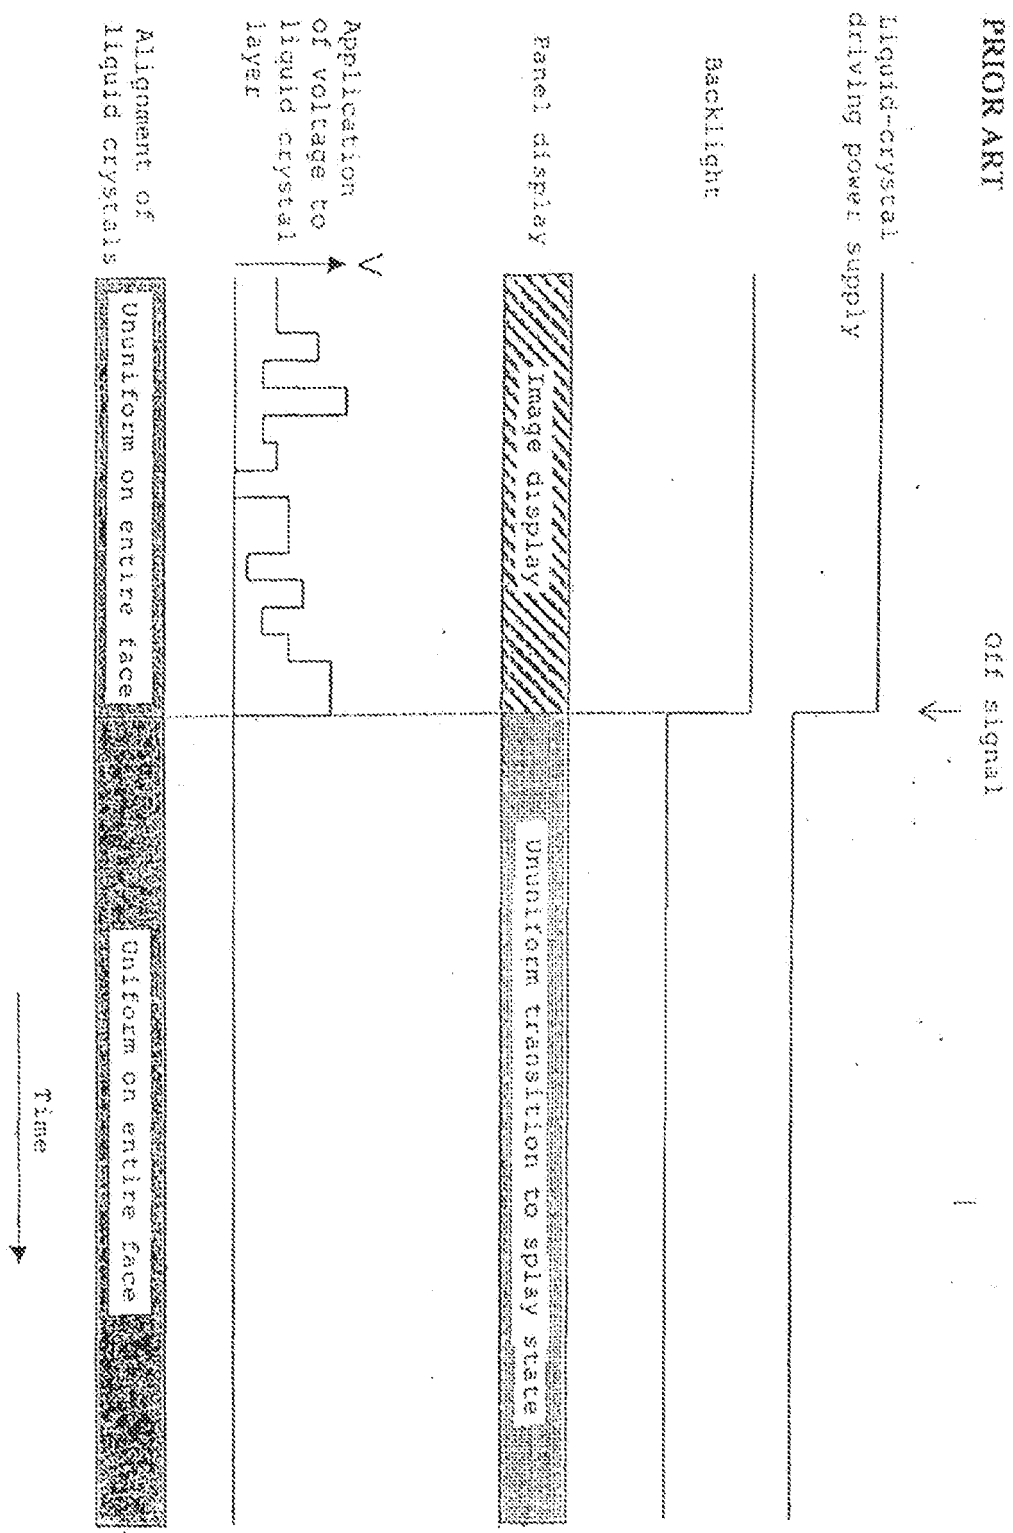 PRIOR ART
Off signal
Liquid-crystal
driving power supply
Backlight
Panel display
Image display
Ununiform transition to splay state
V
Application
of voltage to
liquid crystal
layer
Alignment of
liquid crystals
Ununiform on entire face
Uniform on entire face
Time